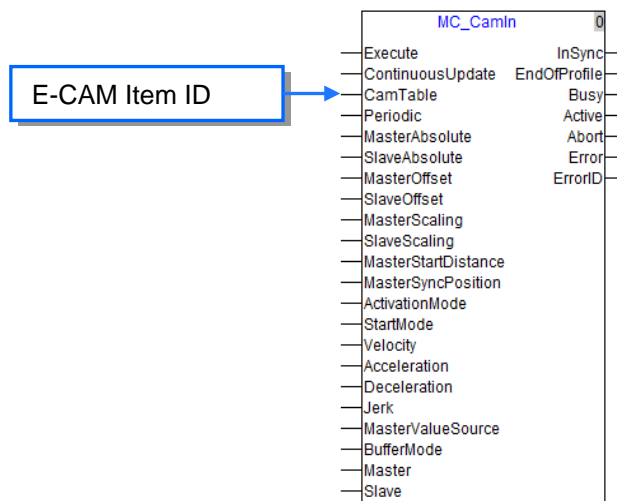 MC_CamIn 0
Execute InSync
ContinuousUpdate EndOfProfile
E-CAM Item ID
CamTable Busy
Periodic Active
MasterAbsolute Abort
SlaveAbsolute Error
MasterOffset ErrorID
SlaveOffset
MasterScaling
SlaveScaling
MasterStartDistance
MasterSyncPosition
ActivationMode
StartMode
Velocity
Acceleration
Deceleration
Jerk
MasterValueSource
BufferMode
Master
Slave